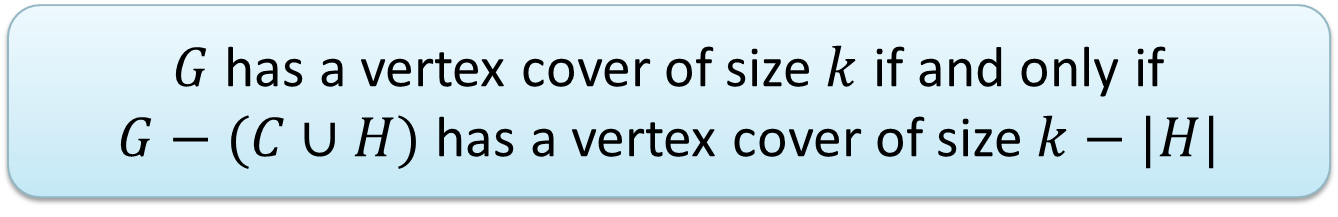 G has a vertex cover of size k if and only if
G − (C ∪ H) has a vertex cover of size k − |H|